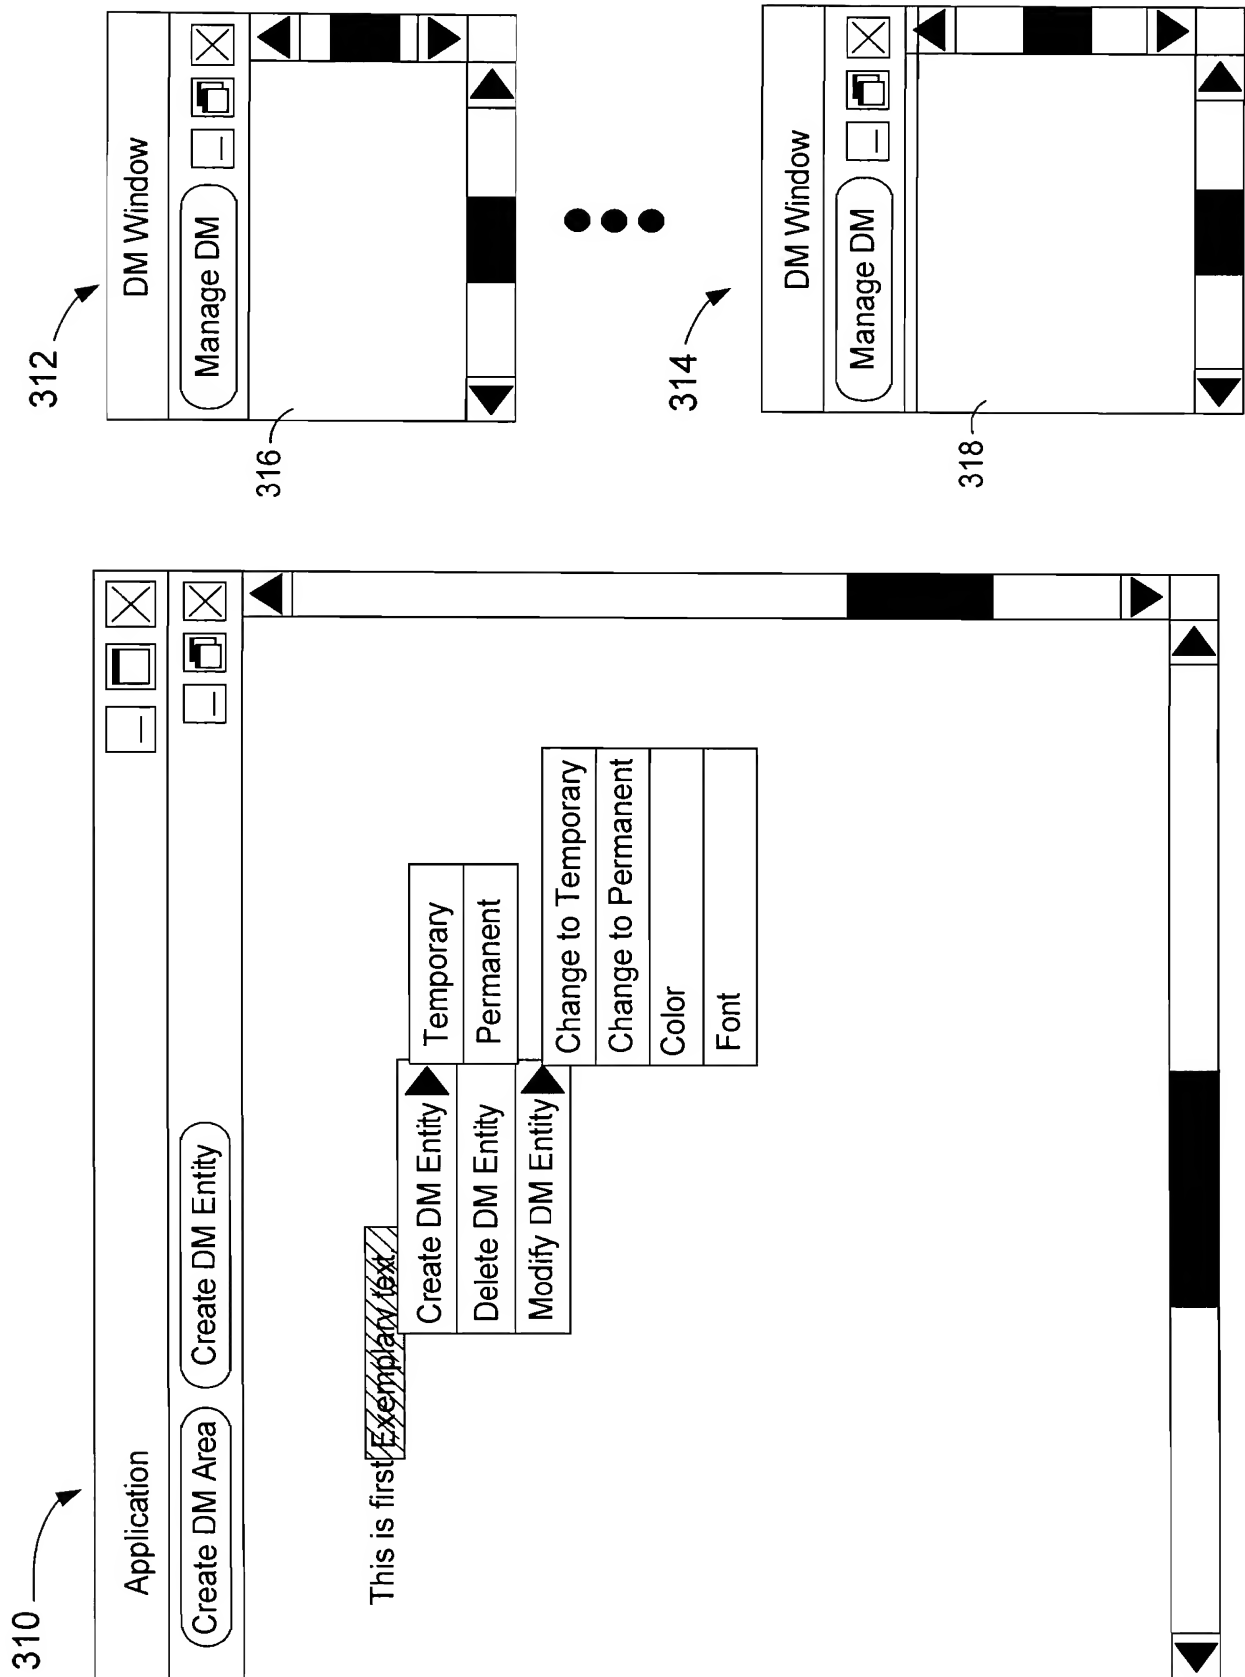 310
Application
Create DM Area
Create DM Entity
This is first Exemplary text.
Create DM Entity
Delete DM Entity
Modify DM Entity
Temporary
Permanent
Change to Temporary
Change to Permanent
Color
Font
312
DM Window
Manage DM
316
314
DM Window
Manage DM
318